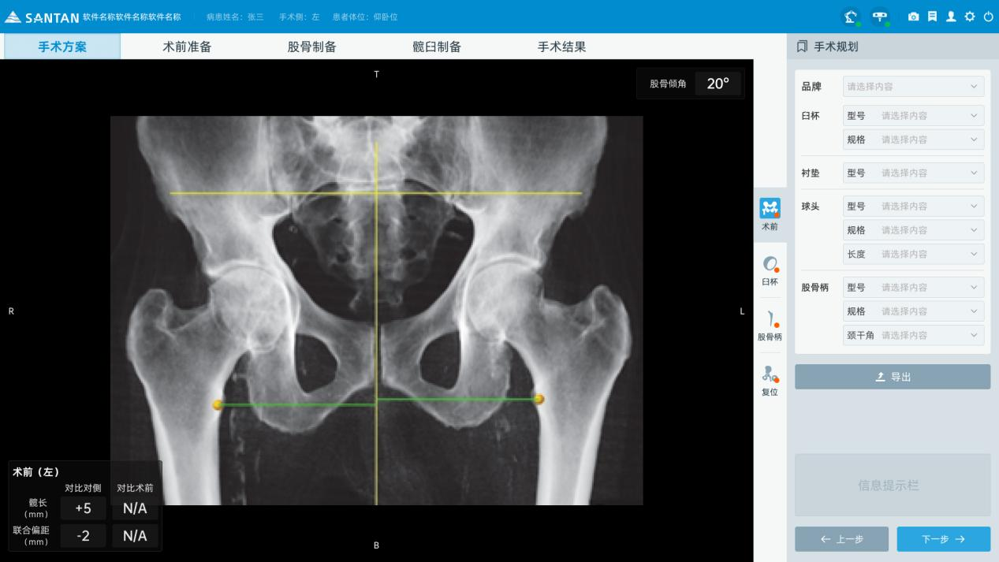 SANTAN 软件名称软件名称软件名称 病患姓名：张三 手术侧：左 患者体位：仰卧位
手术方案 术前准备 股骨制备 髋臼制备 手术结果
T
股骨倾角 20°
R
L
B
术前（左）
对比对侧 对比术前
髋长（mm） +5 N/A
联合偏距（mm） -2 N/A
术前
臼杯
股骨柄
复位
手术规划
品牌 请选择内容
臼杯 型号 请选择内容
规格 请选择内容
衬垫 型号 请选择内容
球头 型号 请选择内容
规格 请选择内容
长度 请选择内容
股骨柄 型号 请选择内容
规格 请选择内容
颈干角 请选择内容
导出
信息提示栏
上一步 下一步